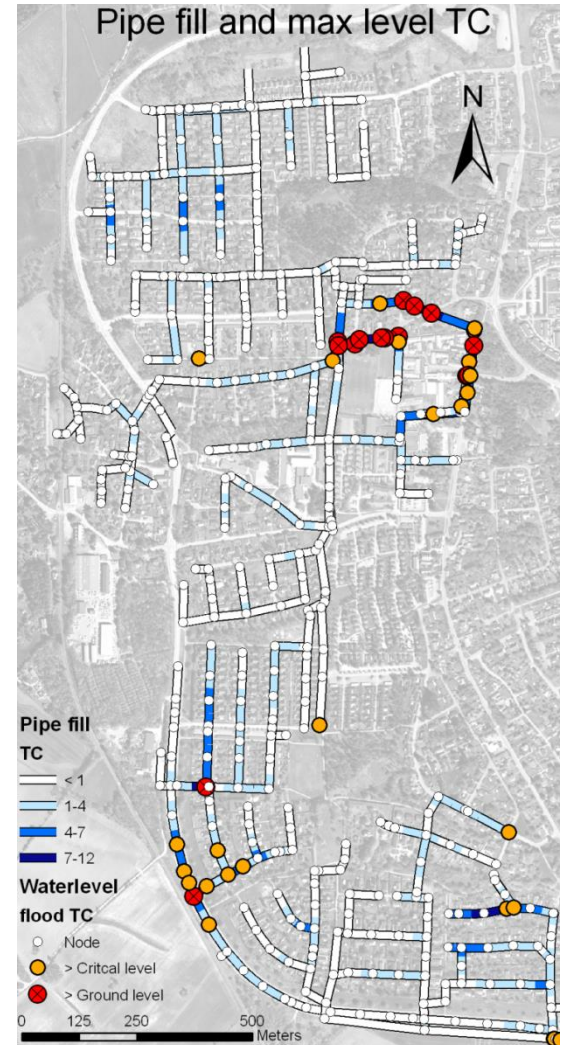 Pipe fill and max level TC
N
Pipe fill
TC
< 1
1-4
4-7
7-12
Waterlevel
flood TC
Node
> Critcal level
> Ground level
0 125 250 500
Meters